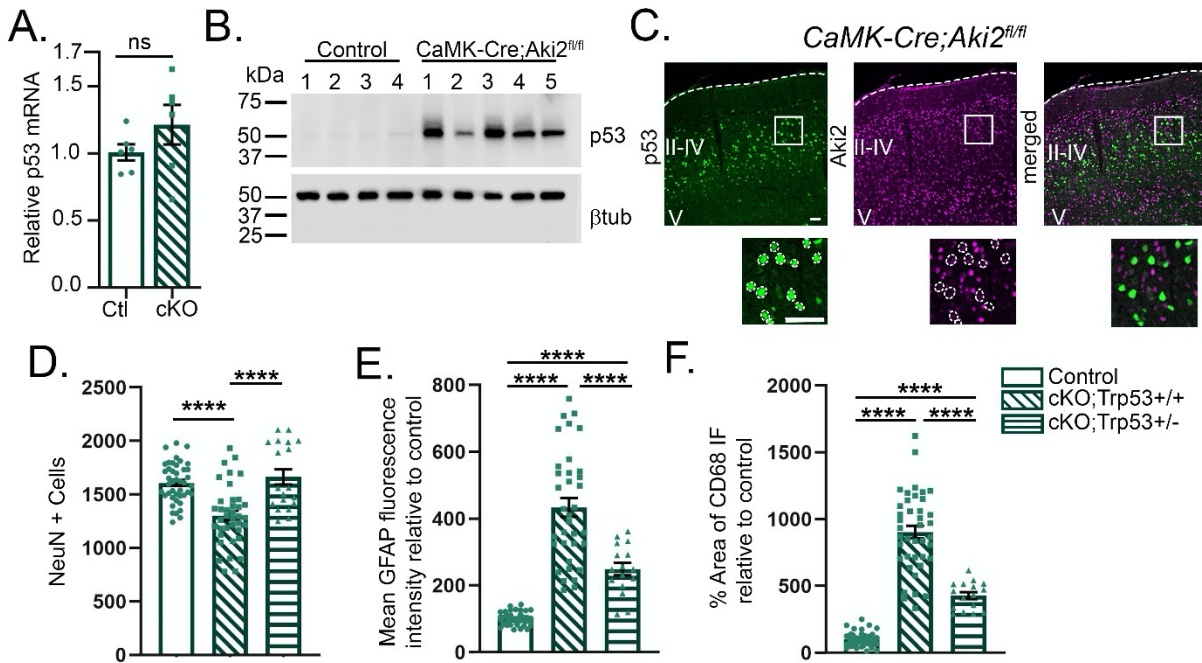 A.
ns
Relative p53 mRNA
1.7
1.0
0.5
0.0
Ctl
cKO
B.
Control
CaMK-Cre;Aki2fl/fl
kDa
1 2 3 4 1 2 3 4 5
75
50
37
p53
50
37
25
βtub
C.
CaMK-Cre;Aki2fl/fl
p53
II-IV
V
Aki2
II-IV
V
merged
II-IV
V
D.
****
****
NeuN + Cells
2500
2000
1500
1000
500
0
E.
****
**** ****
Mean GFAP fluorescence
intensity relative to control
800
600
400
200
0
F.
****
**** ****
% Area of CD68 IF
relative to control
2000
1500
1000
500
0
Control
cKO;Trp53+/+
cKO;Trp53+/-